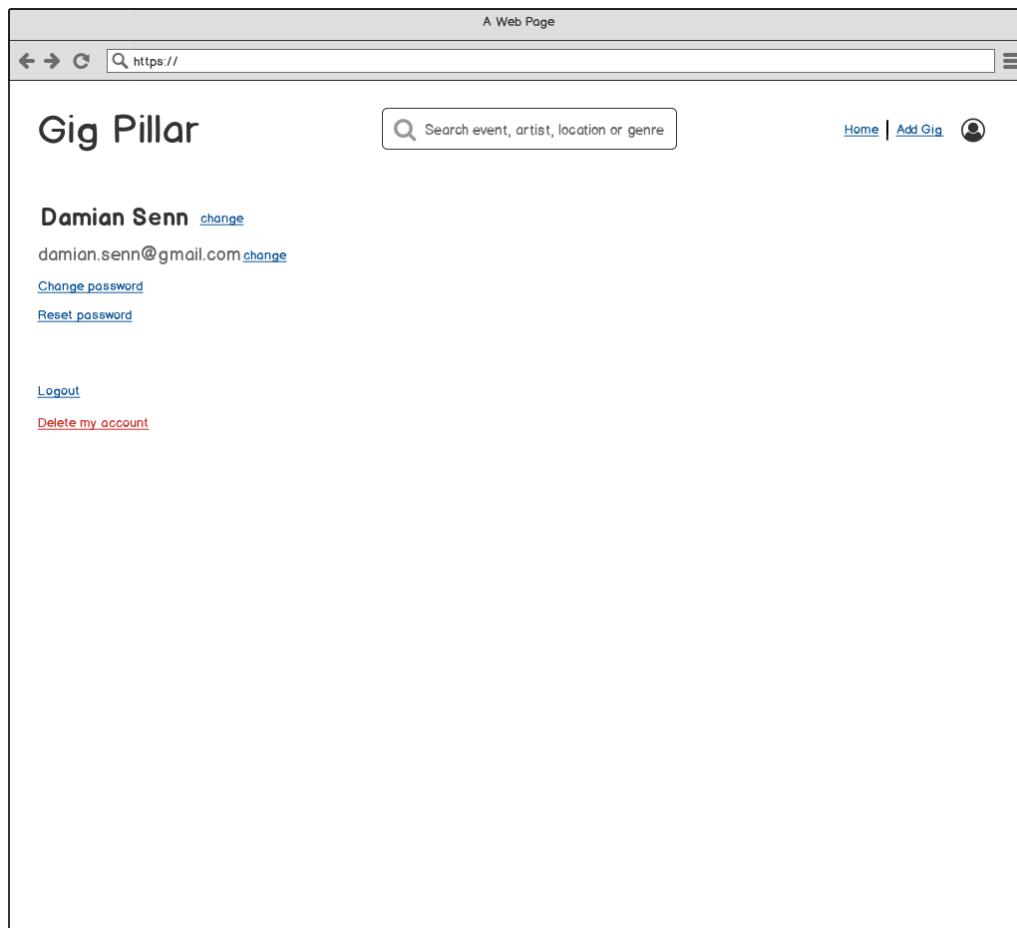 A Web Page
https://
Gig Pillar
Search event, artist, location or genre
Home Add Gig
Damian Senn change
damian.senn@gmail.com change
Change password
Reset password
Logout
Delete my account